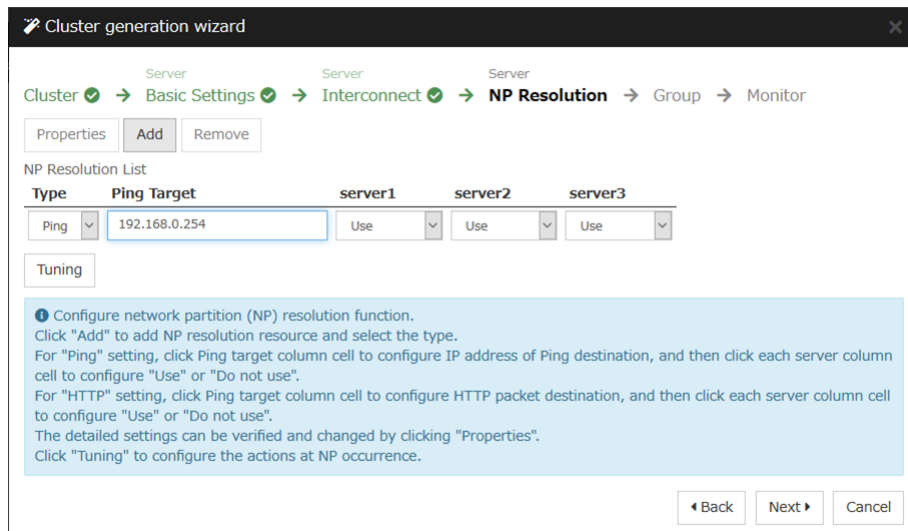 Cluster generation wizard
Server Server Server
Cluster → Basic Settings → Interconnect → NP Resolution → Group → Monitor
Properties Add Remove
NP Resolution List
Type Ping Target server1 server2 server3
Ping 192.168.0.254 Use Use Use
Tuning
Configure network partition (NP) resolution function.
Click "Add" to add NP resolution resource and select the type.
For "Ping" setting, click Ping target column cell to configure IP address of Ping destination, and then click each server column
cell to configure "Use" or "Do not use".
For "HTTP" setting, click Ping target column cell to configure HTTP packet destination, and then click each server column cell
to configure "Use" or "Do not use".
The detailed settings can be verified and changed by clicking "Properties".
Click "Tuning" to configure the actions at NP occurrence.
Back Next Cancel